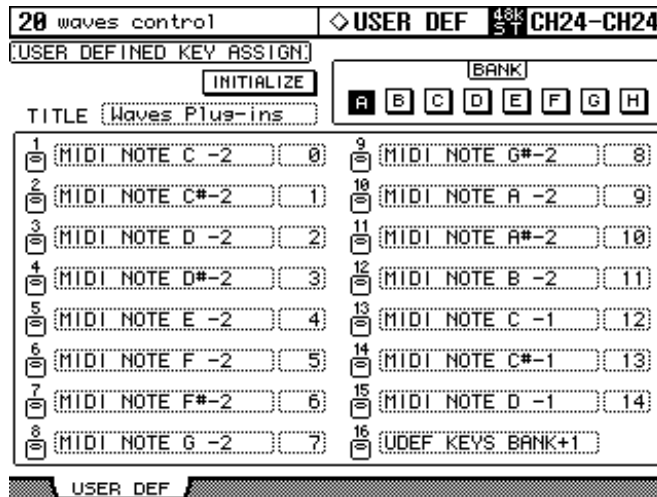 20 waves control ◇USER DEF 48K ST CH24-CH24
USER DEFINED KEY ASSIGN
INITIALIZE
TITLE Waves Plug-ins
BANK
A B C D E F G H
1 MIDI NOTE C -2 0
2 MIDI NOTE C#-2 1
3 MIDI NOTE D -2 2
4 MIDI NOTE D#-2 3
5 MIDI NOTE E -2 4
6 MIDI NOTE F -2 5
7 MIDI NOTE F#-2 6
8 MIDI NOTE G -2 7
9 MIDI NOTE G#-2 8
10 MIDI NOTE A -2 9
11 MIDI NOTE A#-2 10
12 MIDI NOTE B -2 11
13 MIDI NOTE C -1 12
14 MIDI NOTE C#-1 13
15 MIDI NOTE D -1 14
16 UDEF KEYS BANK+1
USER DEF